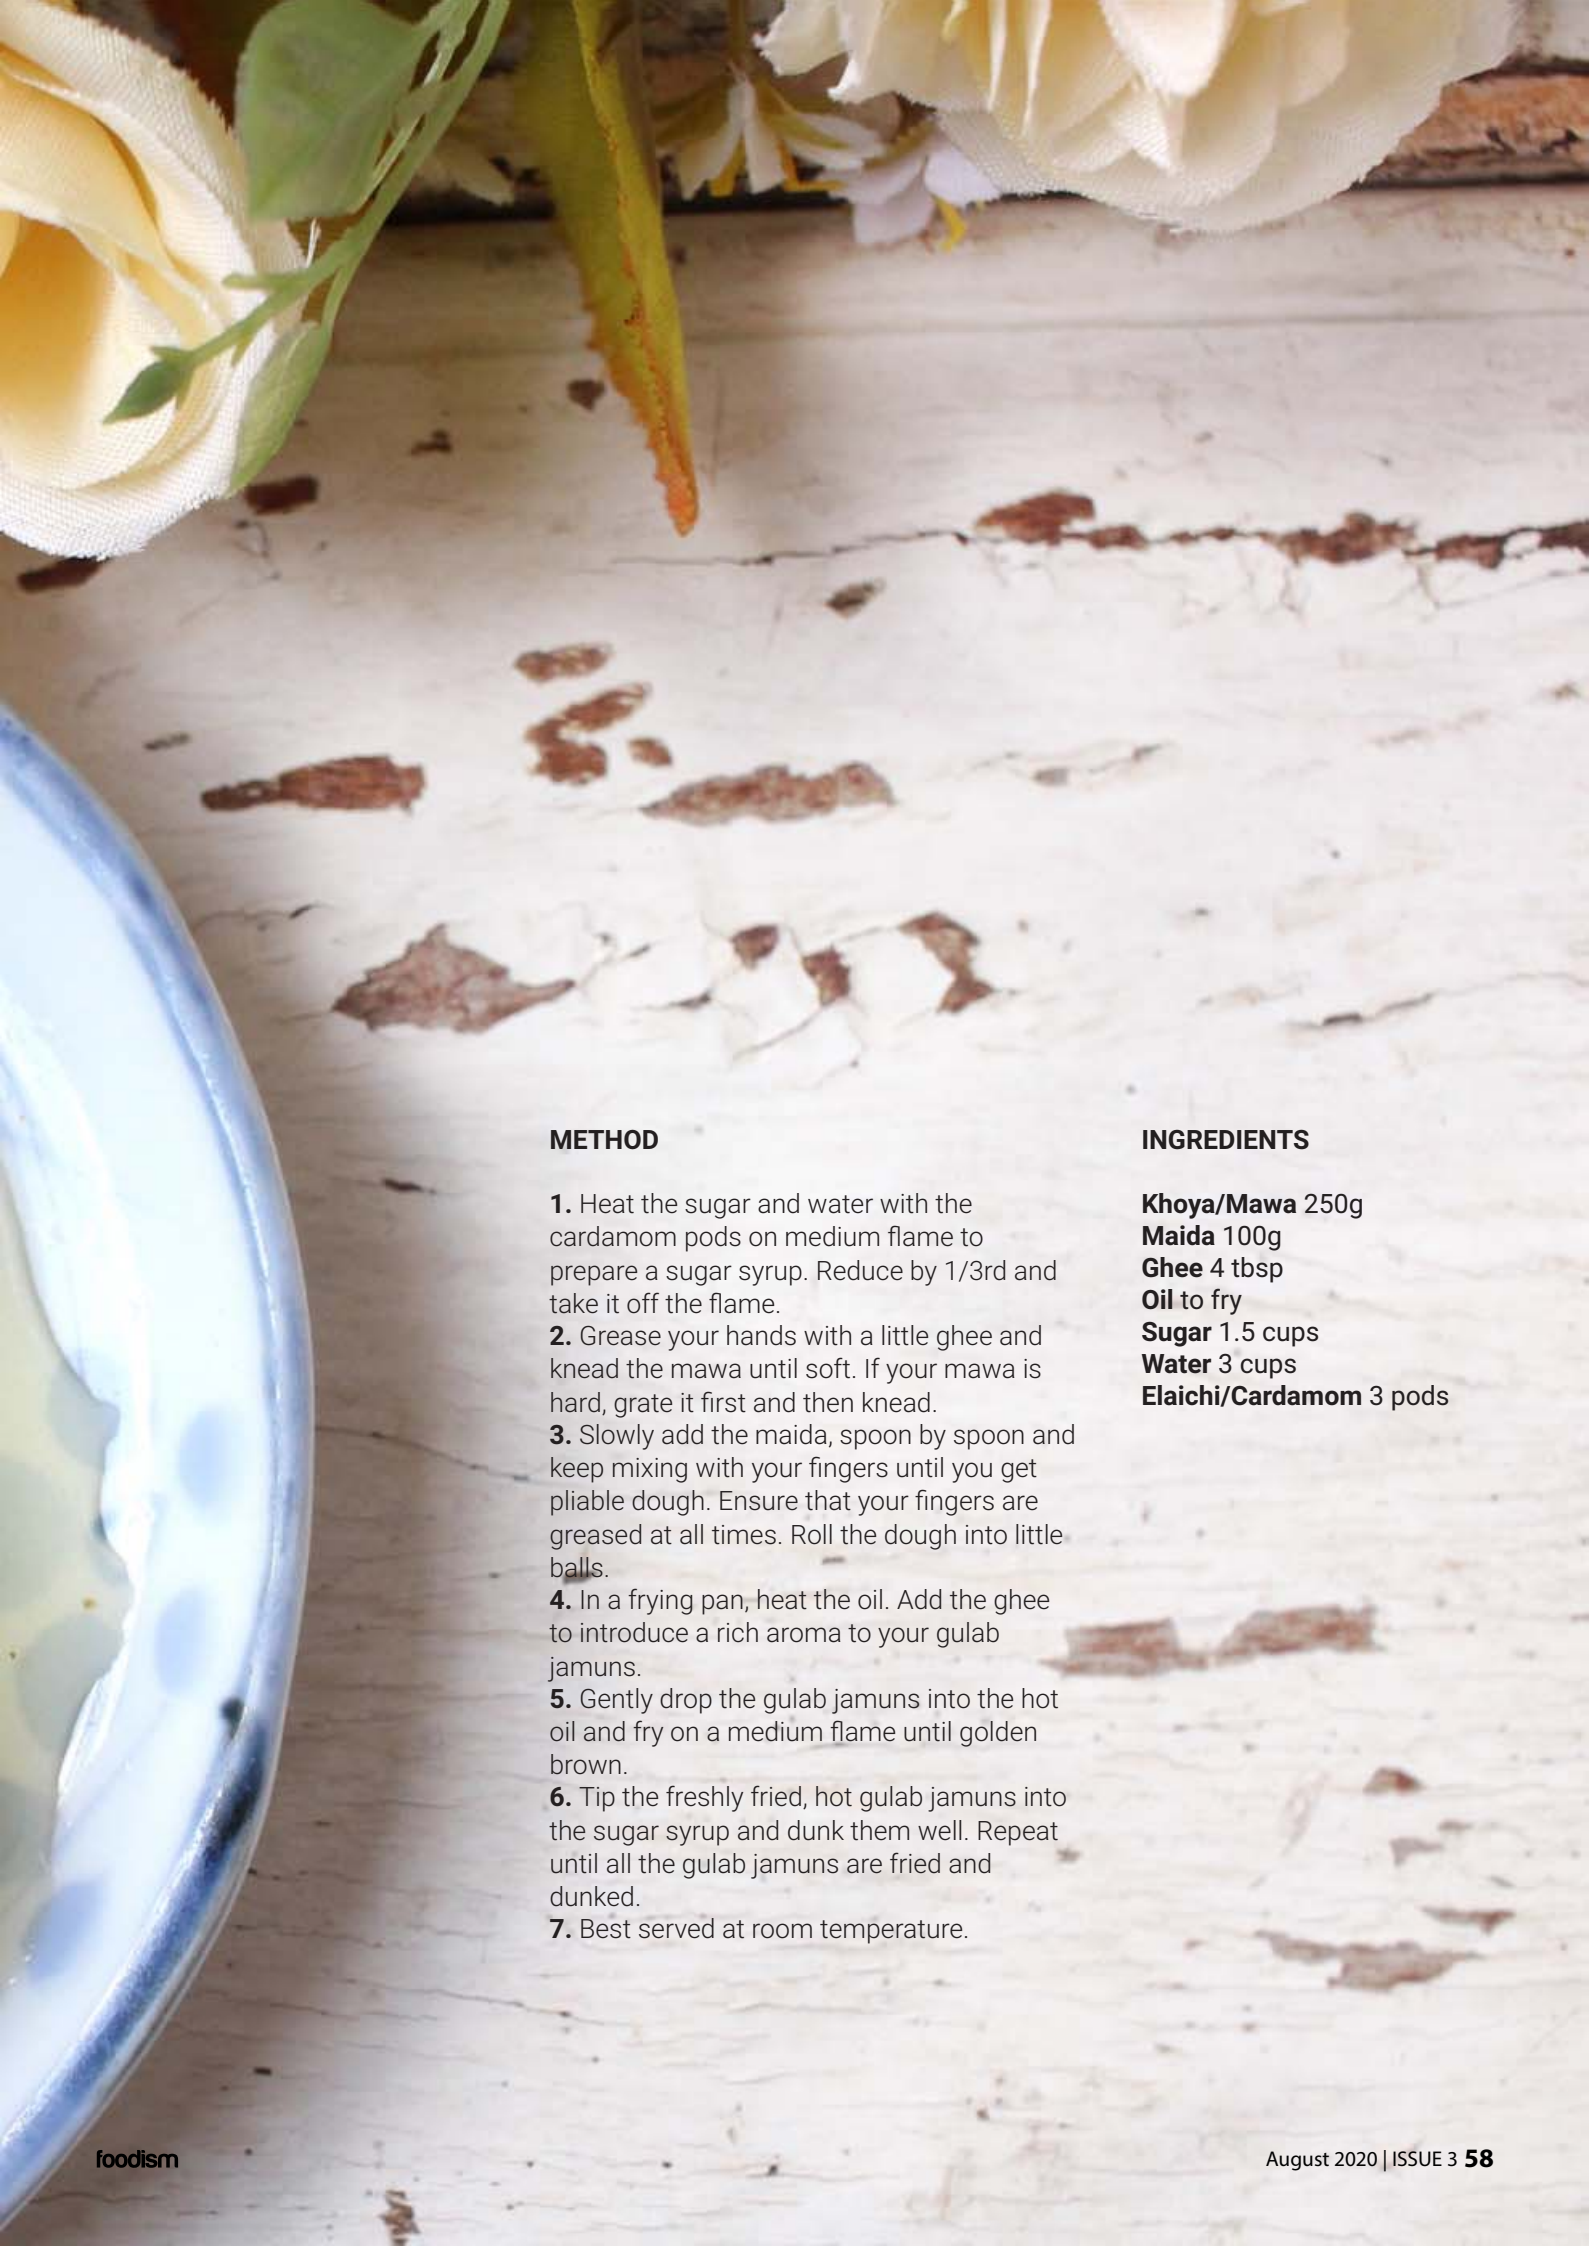 METHOD
1. Heat the sugar and water with the
cardamom pods on medium flame to
prepare a sugar syrup. Reduce by 1/3rd and
take it off the flame.
2. Grease your hands with a little ghee and
knead the mawa until soft. If your mawa is
hard, grate it first and then knead.
3. Slowly add the maida, spoon by spoon and
keep mixing with your fingers until you get
pliable dough. Ensure that your fingers are
greased at all times. Roll the dough into little
balls.
4. In a frying pan, heat the oil. Add the ghee
to introduce a rich aroma to your gulab
jamuns.
5. Gently drop the gulab jamuns into the hot
oil and fry on a medium flame until golden
brown.
6. Tip the freshly fried, hot gulab jamuns into
the sugar syrup and dunk them well. Repeat
until all the gulab jamuns are fried and
dunked.
7. Best served at room temperature.
INGREDIENTS
Khoya/Mawa 250g
Maida 100g
Ghee 4 tbsp
Oil to fry
Sugar 1.5 cups
Water 3 cups
Elaichi/Cardamom 3 pods
foodism
August 2020 | ISSUE 3 58